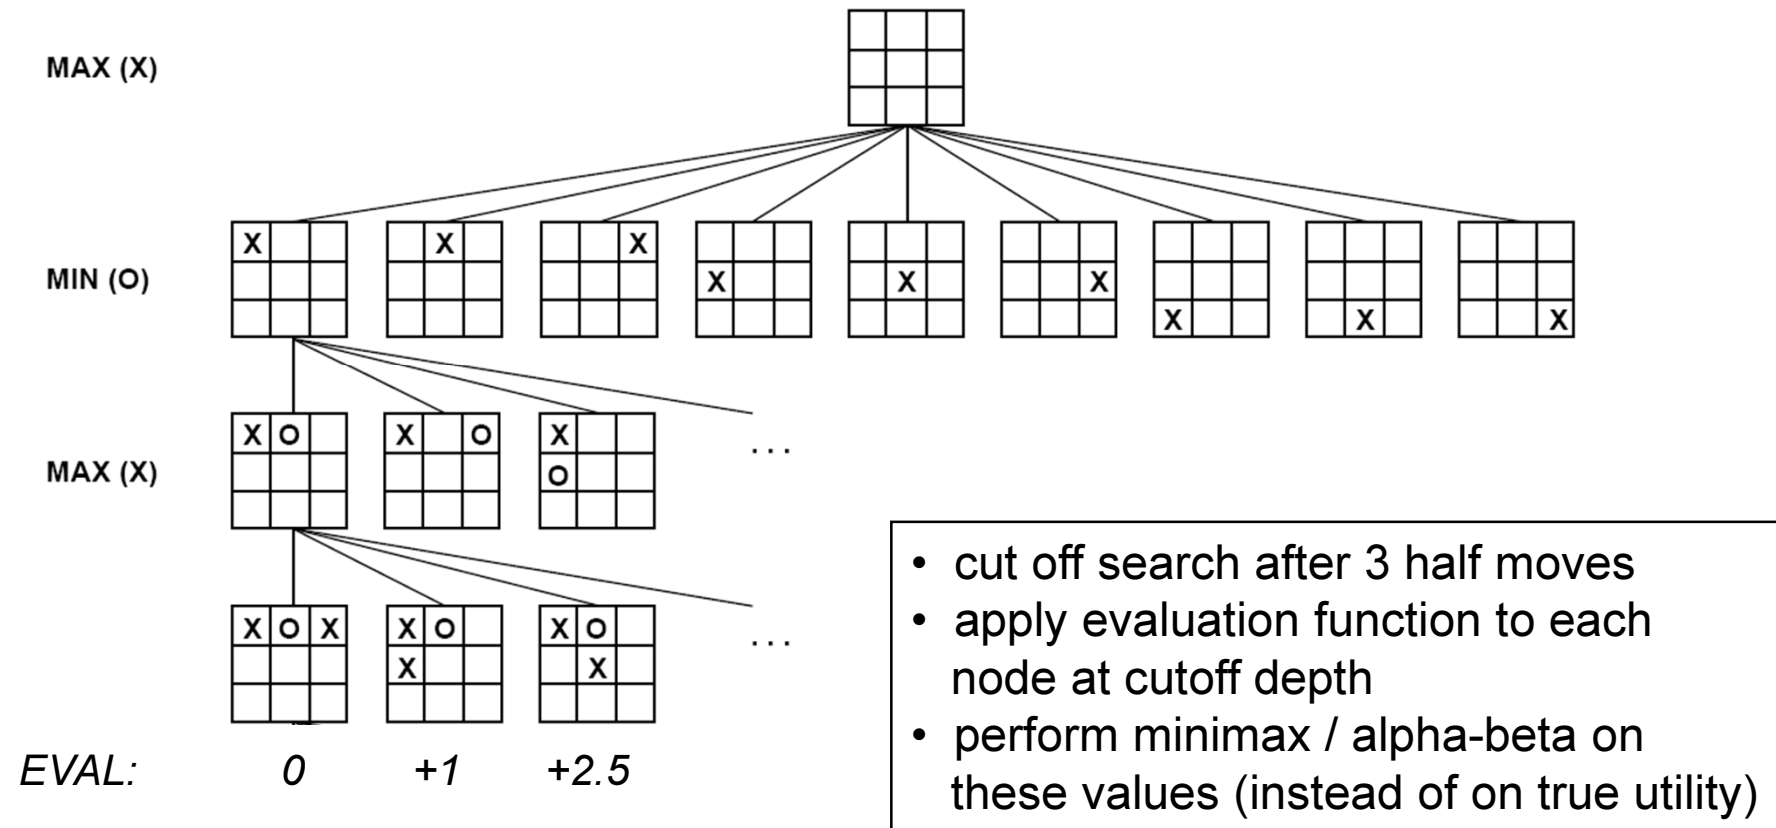 MAX (X)
X X X X X X X X X
MIN (O)
X O X O X
O
MAX (X)
...
X O X X O X O
X X
...
EVAL: 0 +1 +2.5
• cut off search after 3 half moves
• apply evaluation function to each
node at cutoff depth
• perform minimax / alpha-beta on
these values (instead of on true utility)